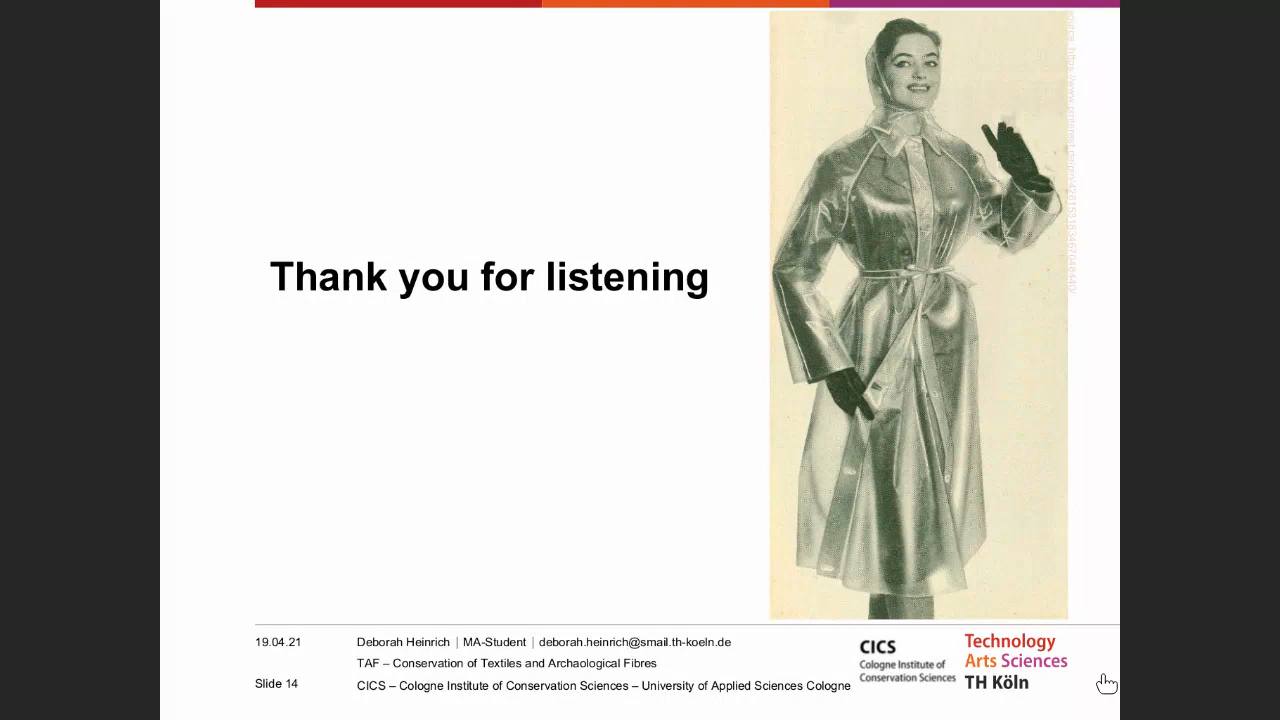 Thank you for listening
19.04.21
Deborah Heinrich | MA-Student | deborah.heinrich@smail.th-koeln.de
TAF – Conservation of Textiles and Archaological Fibres
Slide 14
CICS – Cologne Institute of Conservation Sciences – University of Applied Sciences Cologne
CICS
Cologne Institute of
Conservation Sciences
Technology
Arts Sciences
TH Köln